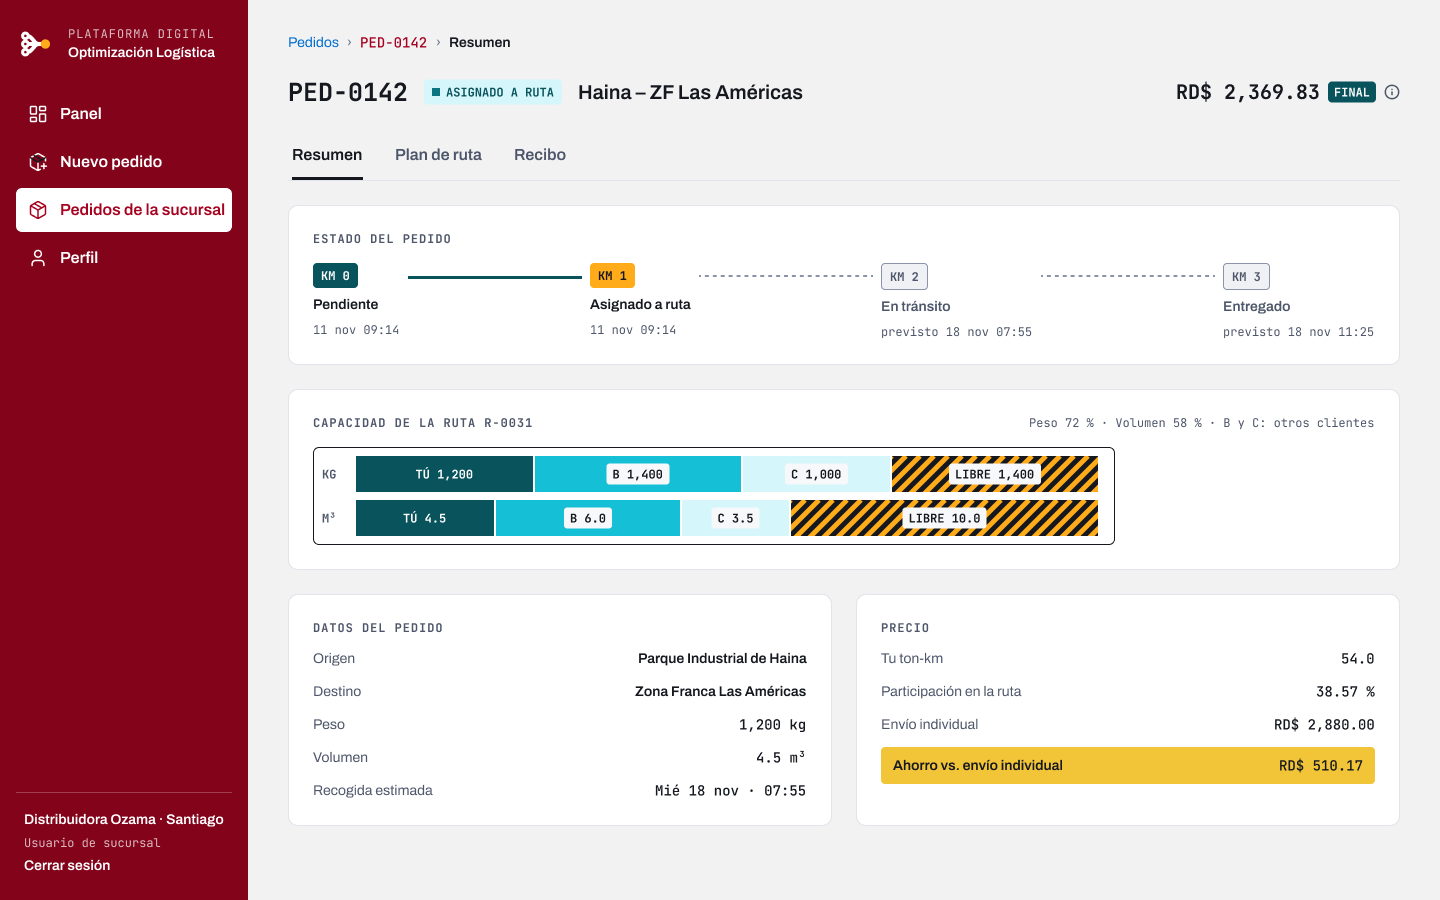 PLATAFORMA DIGITAL
Optimización Logística
Panel
Nuevo pedido
Pedidos de la sucursal
Perfil
Distribuidora Ozama · Santiago
Usuario de sucursal
Cerrar sesión
Pedidos › PED-0142 › Resumen
PED-0142 ASIGNADO A RUTA Haina – ZF Las Américas RD$ 2,369.83 FINAL
Resumen Plan de ruta Recibo
ESTADO DEL PEDIDO
KM 0 KM 1 KM 2 KM 3
Pendiente Asignado a ruta En tránsito Entregado
11 nov 09:14 11 nov 09:14 previsto 18 nov 07:55 previsto 18 nov 11:25
CAPACIDAD DE LA RUTA R-0031 Peso 72 % · Volumen 58 % · B y C: otros clientes
KG TÚ 1,200 B 1,400 C 1,000 LIBRE 1,400
M³ TÚ 4.5 B 6.0 C 3.5 LIBRE 10.0
DATOS DEL PEDIDO
Origen Parque Industrial de Haina
Destino Zona Franca Las Américas
Peso 1,200 kg
Volumen 4.5 m³
Recogida estimada Mié 18 nov · 07:55
PRECIO
Tu ton-km 54.0
Participación en la ruta 38.57 %
Envío individual RD$ 2,880.00
Ahorro vs. envío individual RD$ 510.17